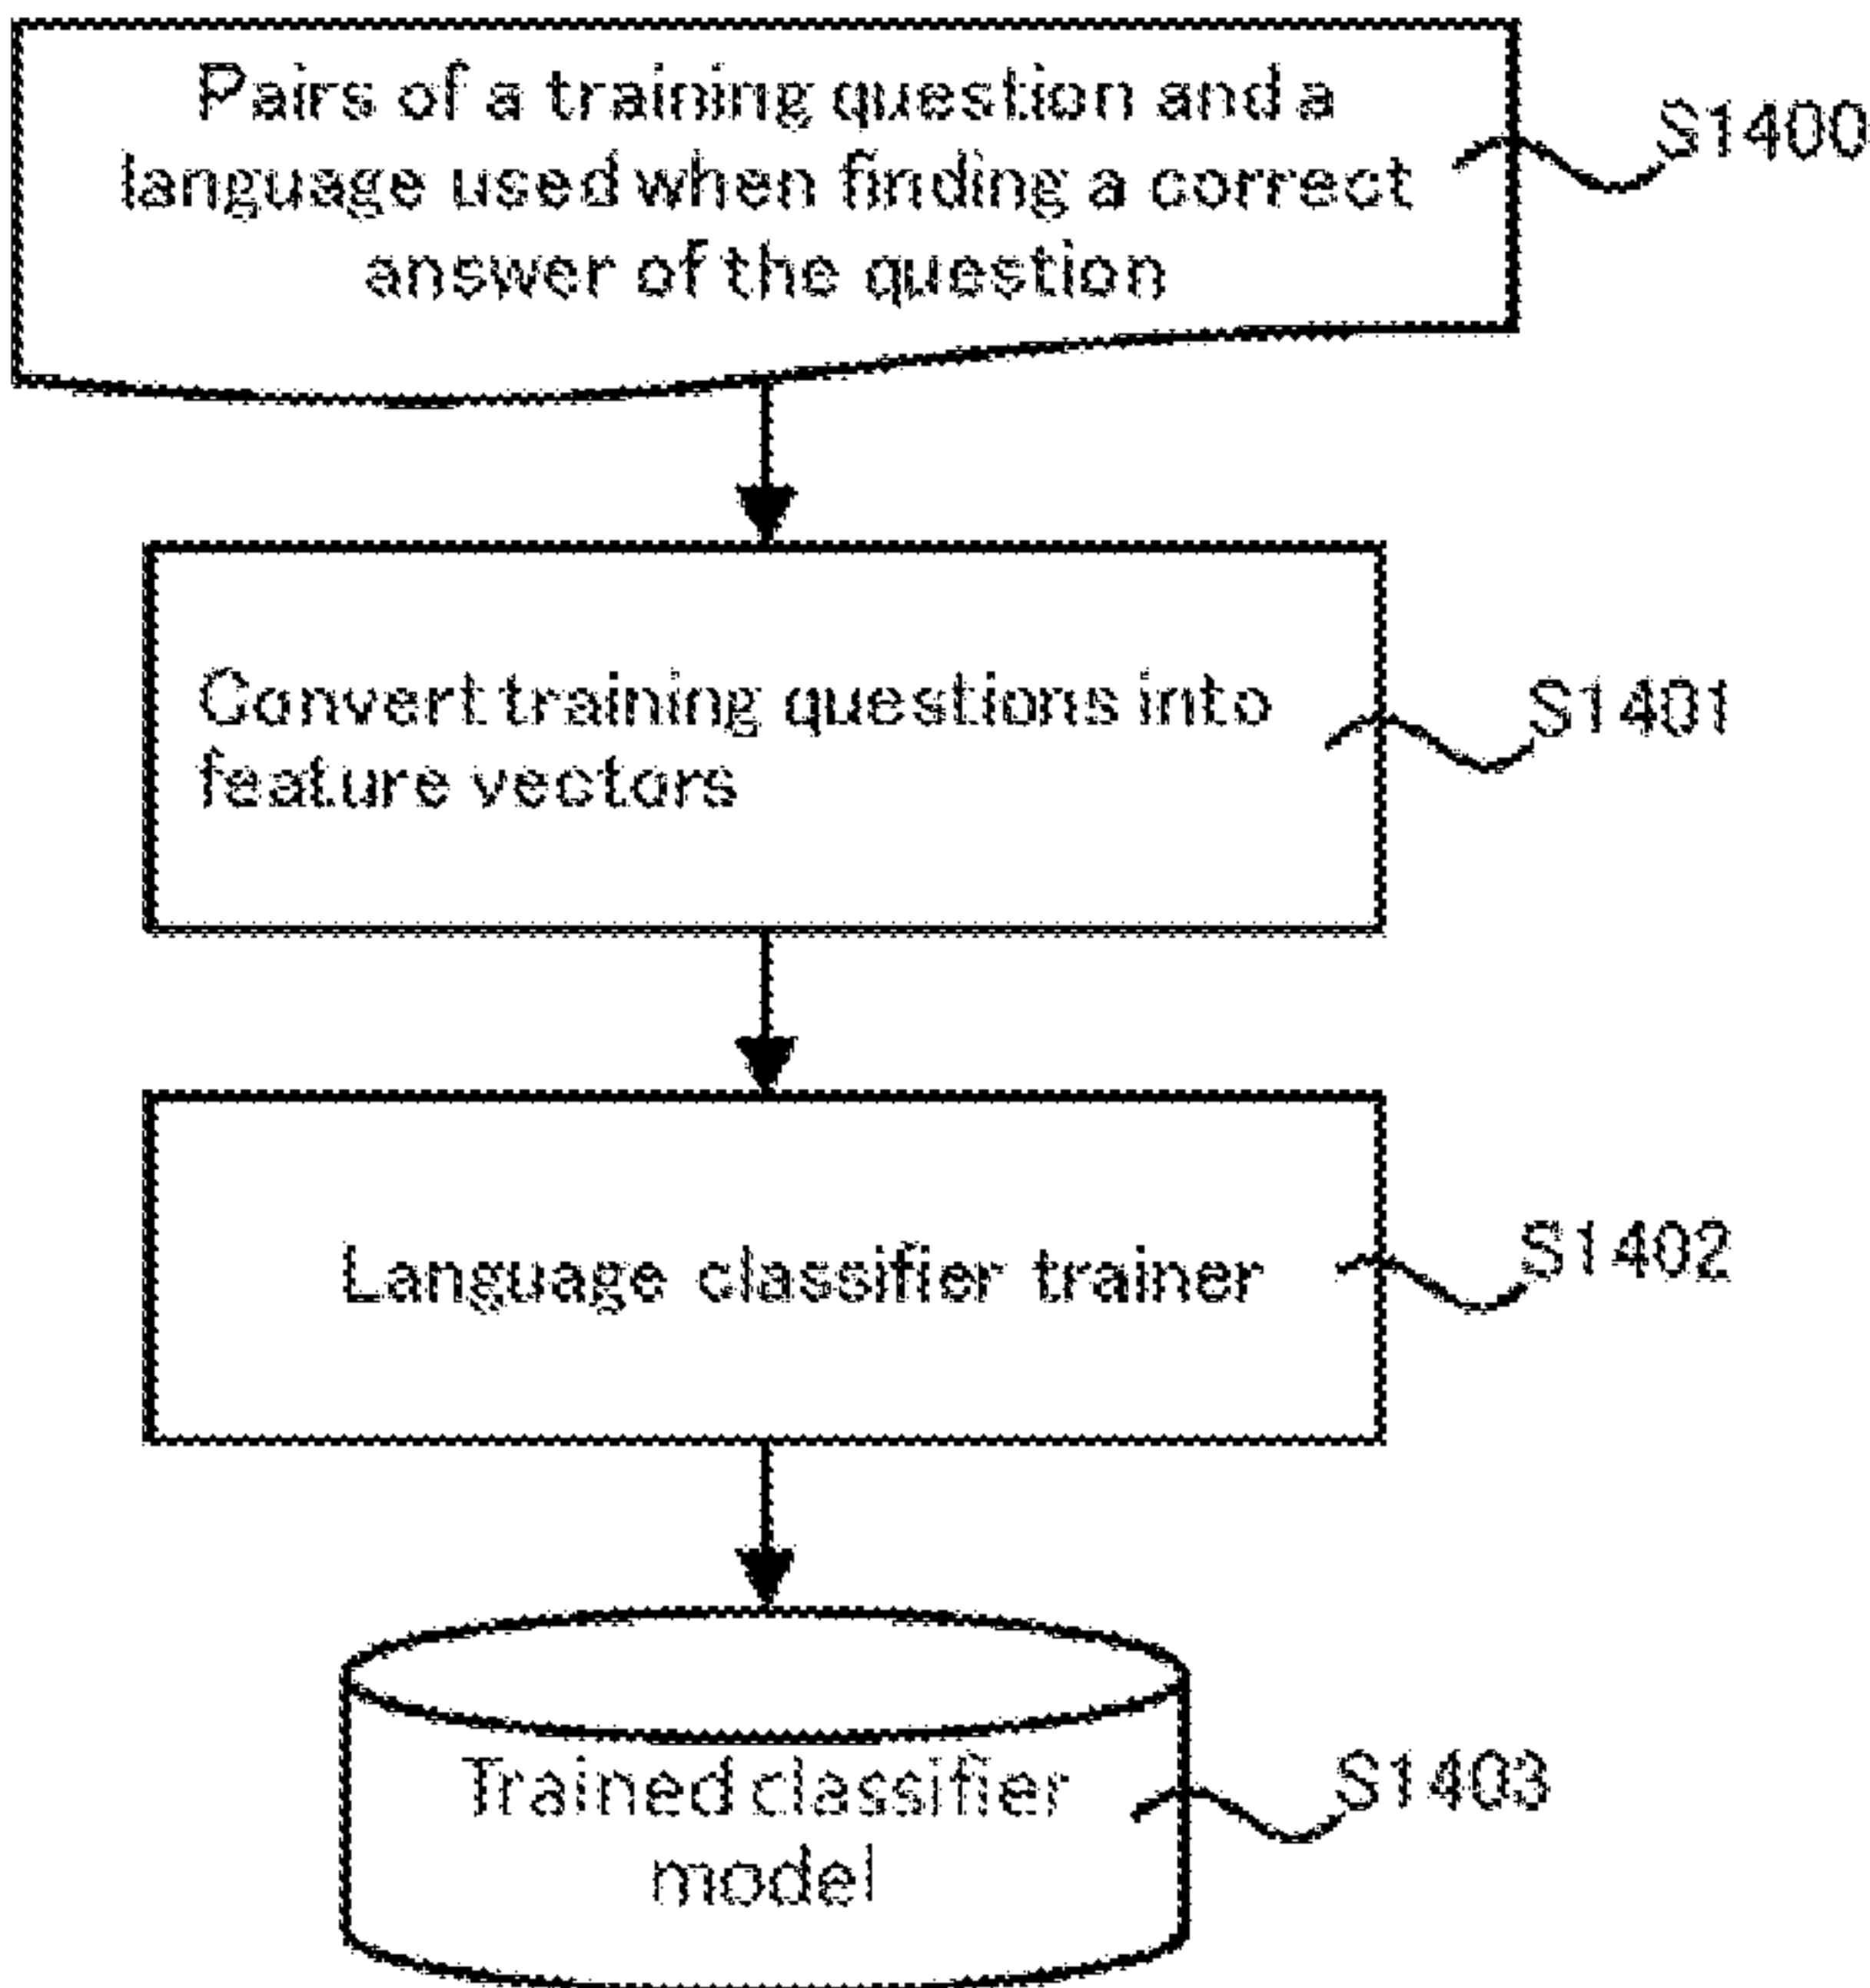 Pairs of a training question and a
language used when finding a correct
answer of the question
S1400
Convert training questions into
feature vectors
S1401
Language classifier trainer
S1402
Trained classifier
model
S1403